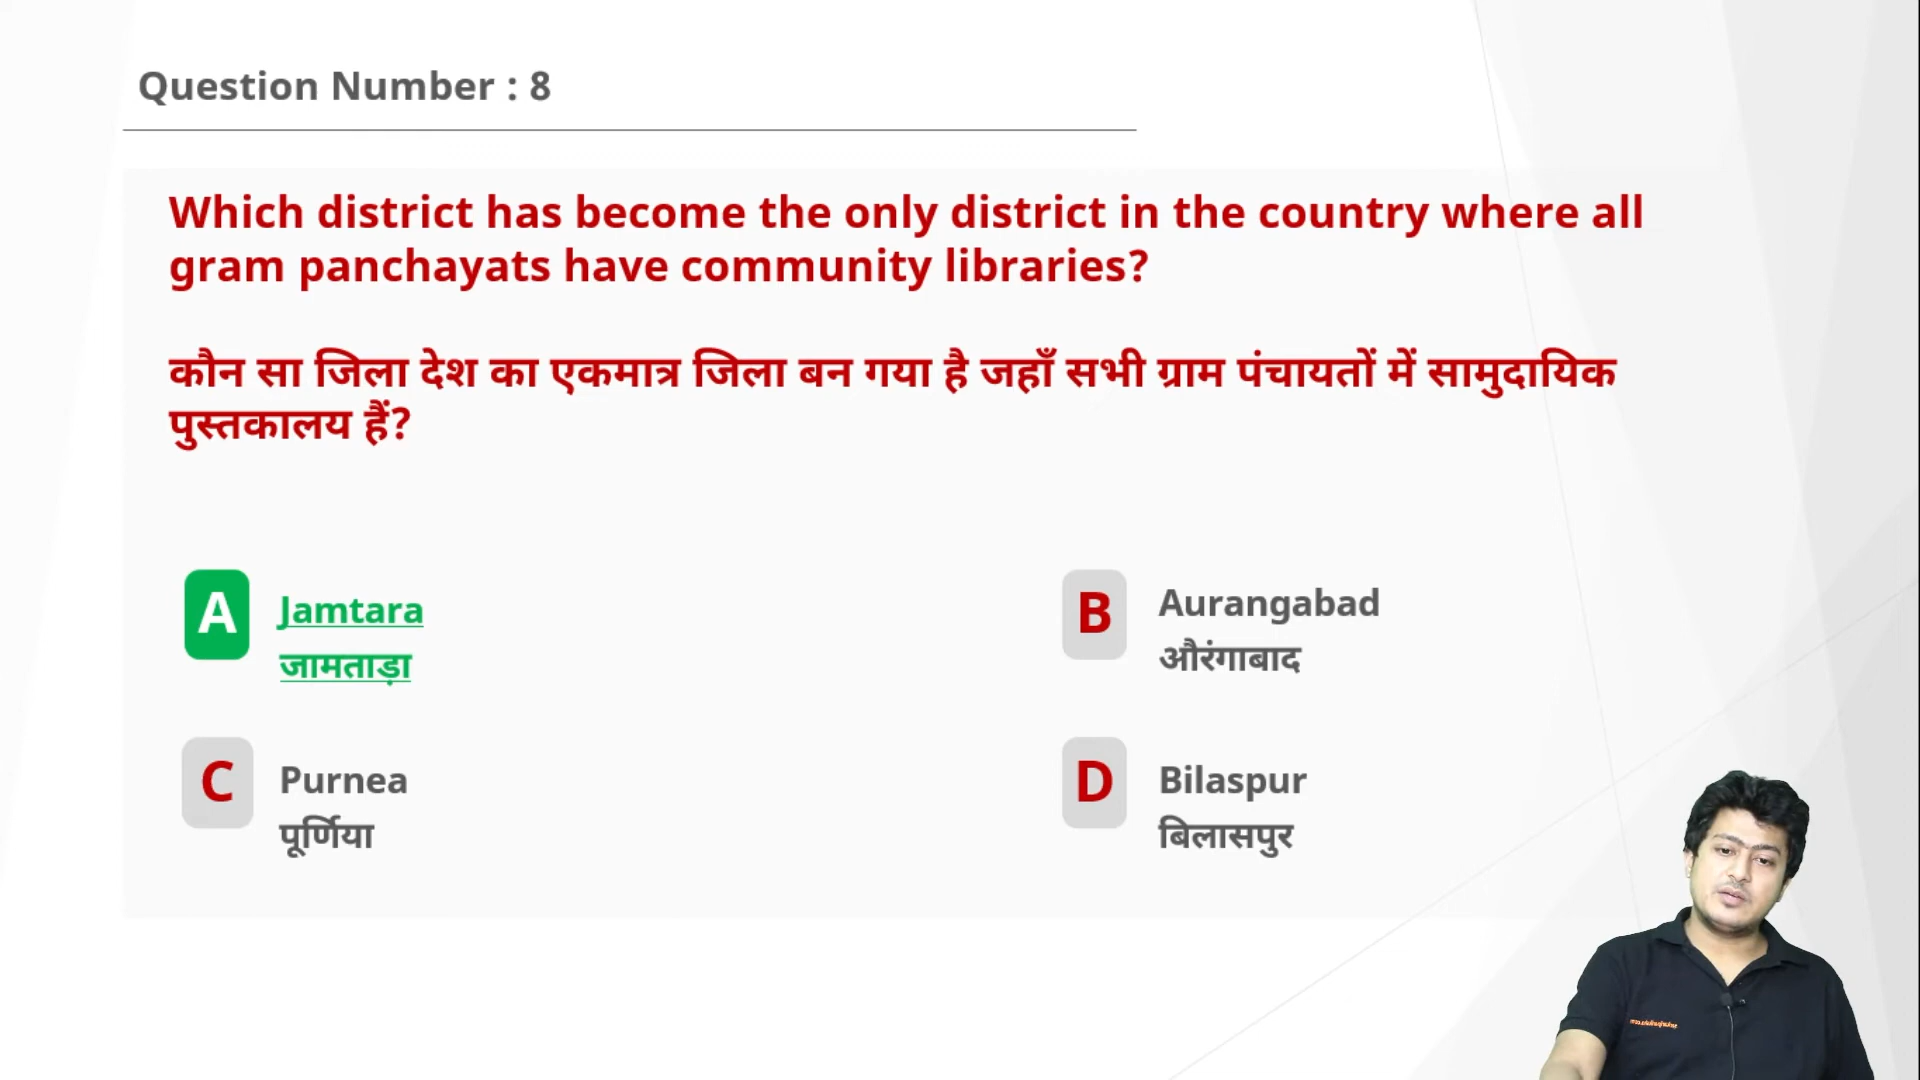 Question Number : 8
Which district has become the only district in the country where all
gram panchayats have community libraries?
कौन सा जिला देश का एकमात्र जिला बन गया है जहाँ सभी ग्राम पंचायतों में सामुदायिक
पुस्तकालय हैं?
A Jamtara
जामताड़ा
B Aurangabad
औरंगाबाद
C Purnea
पूर्णिया
D Bilaspur
बिलासपुर